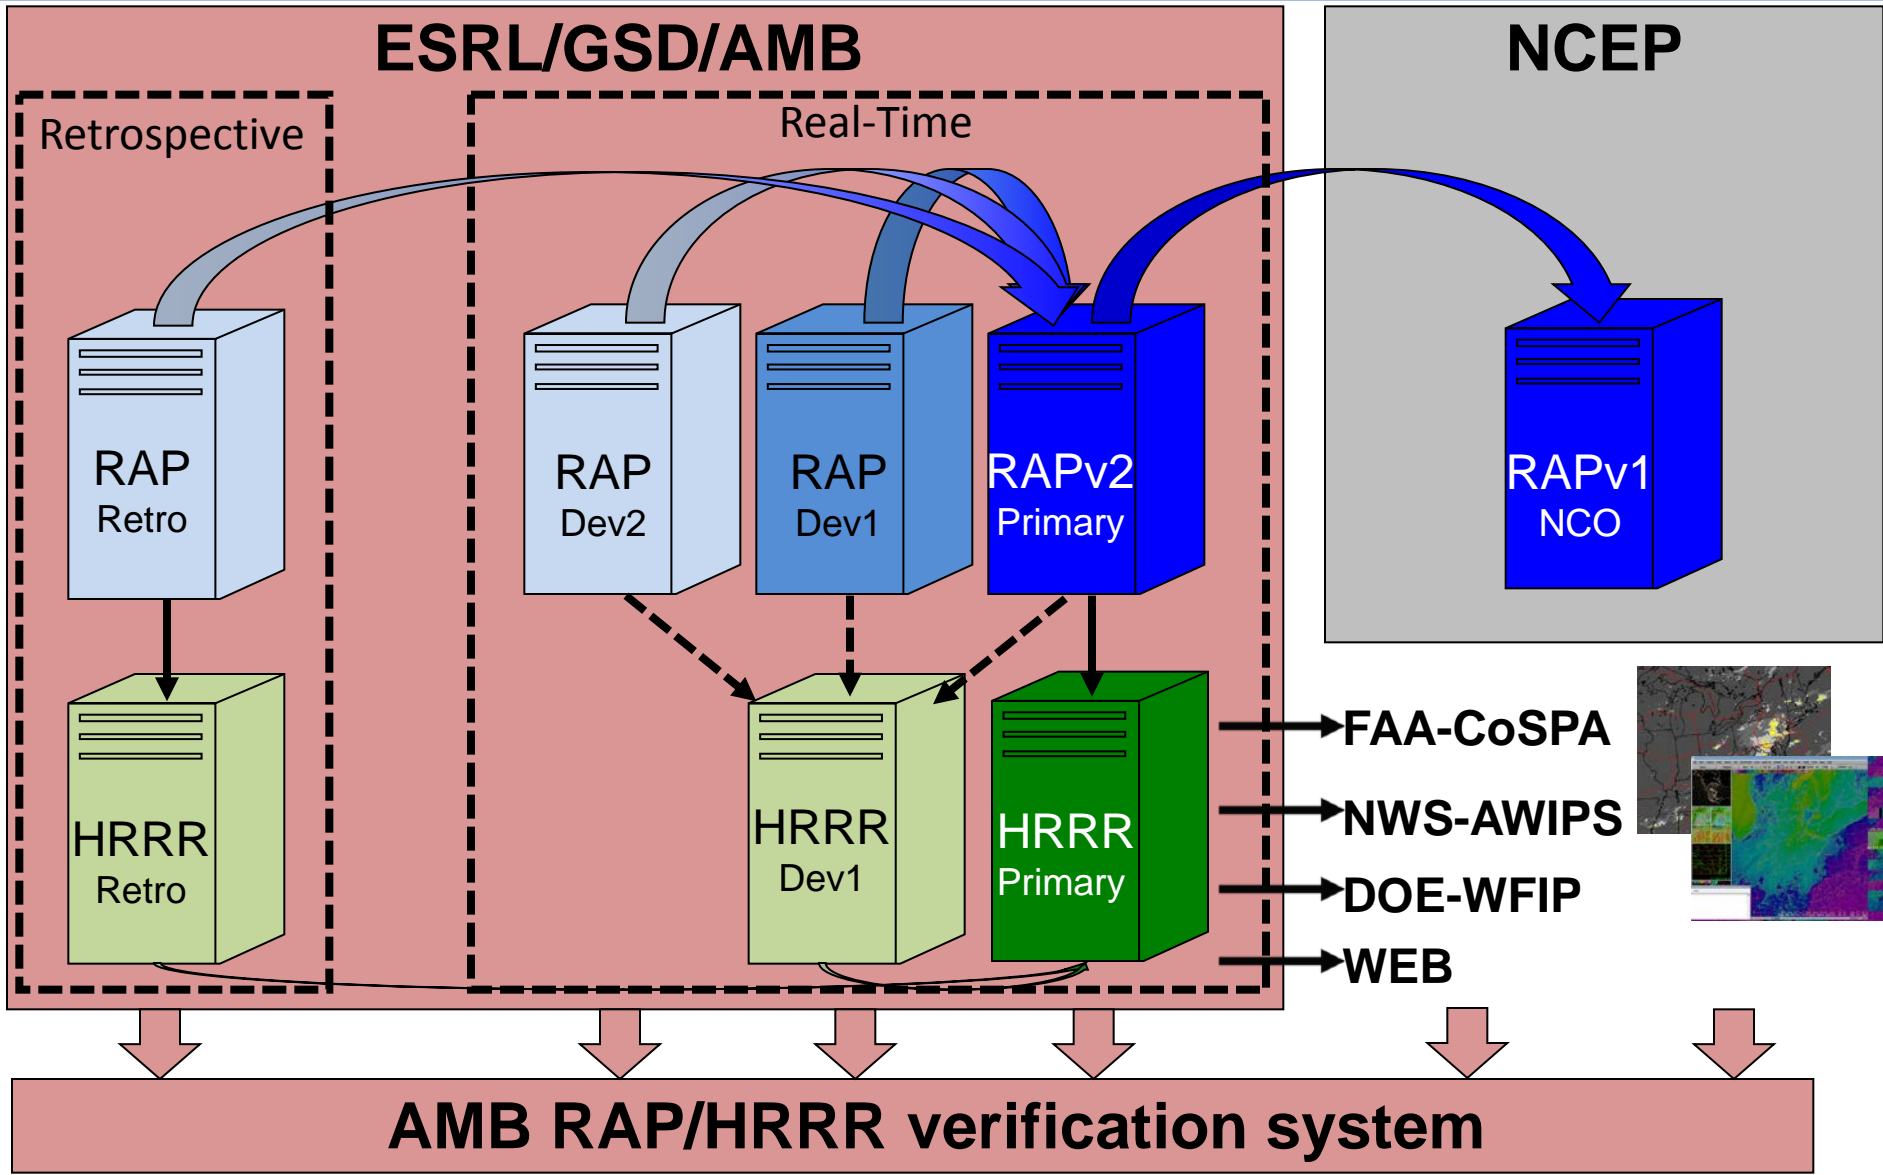 ESRL/GSD/AMB
NCEP
Retrospective
Real-Time
RAP
Retro
RAP
Dev2
RAP
Dev1
RAPv2
Primary
RAPv1
NCO
HRRR
Retro
HRRR
Dev1
HRRR
Primary
FAA-CoSPA
NWS-AWIPS
DOE-WFIP
WEB
AMB RAP/HRRR verification system